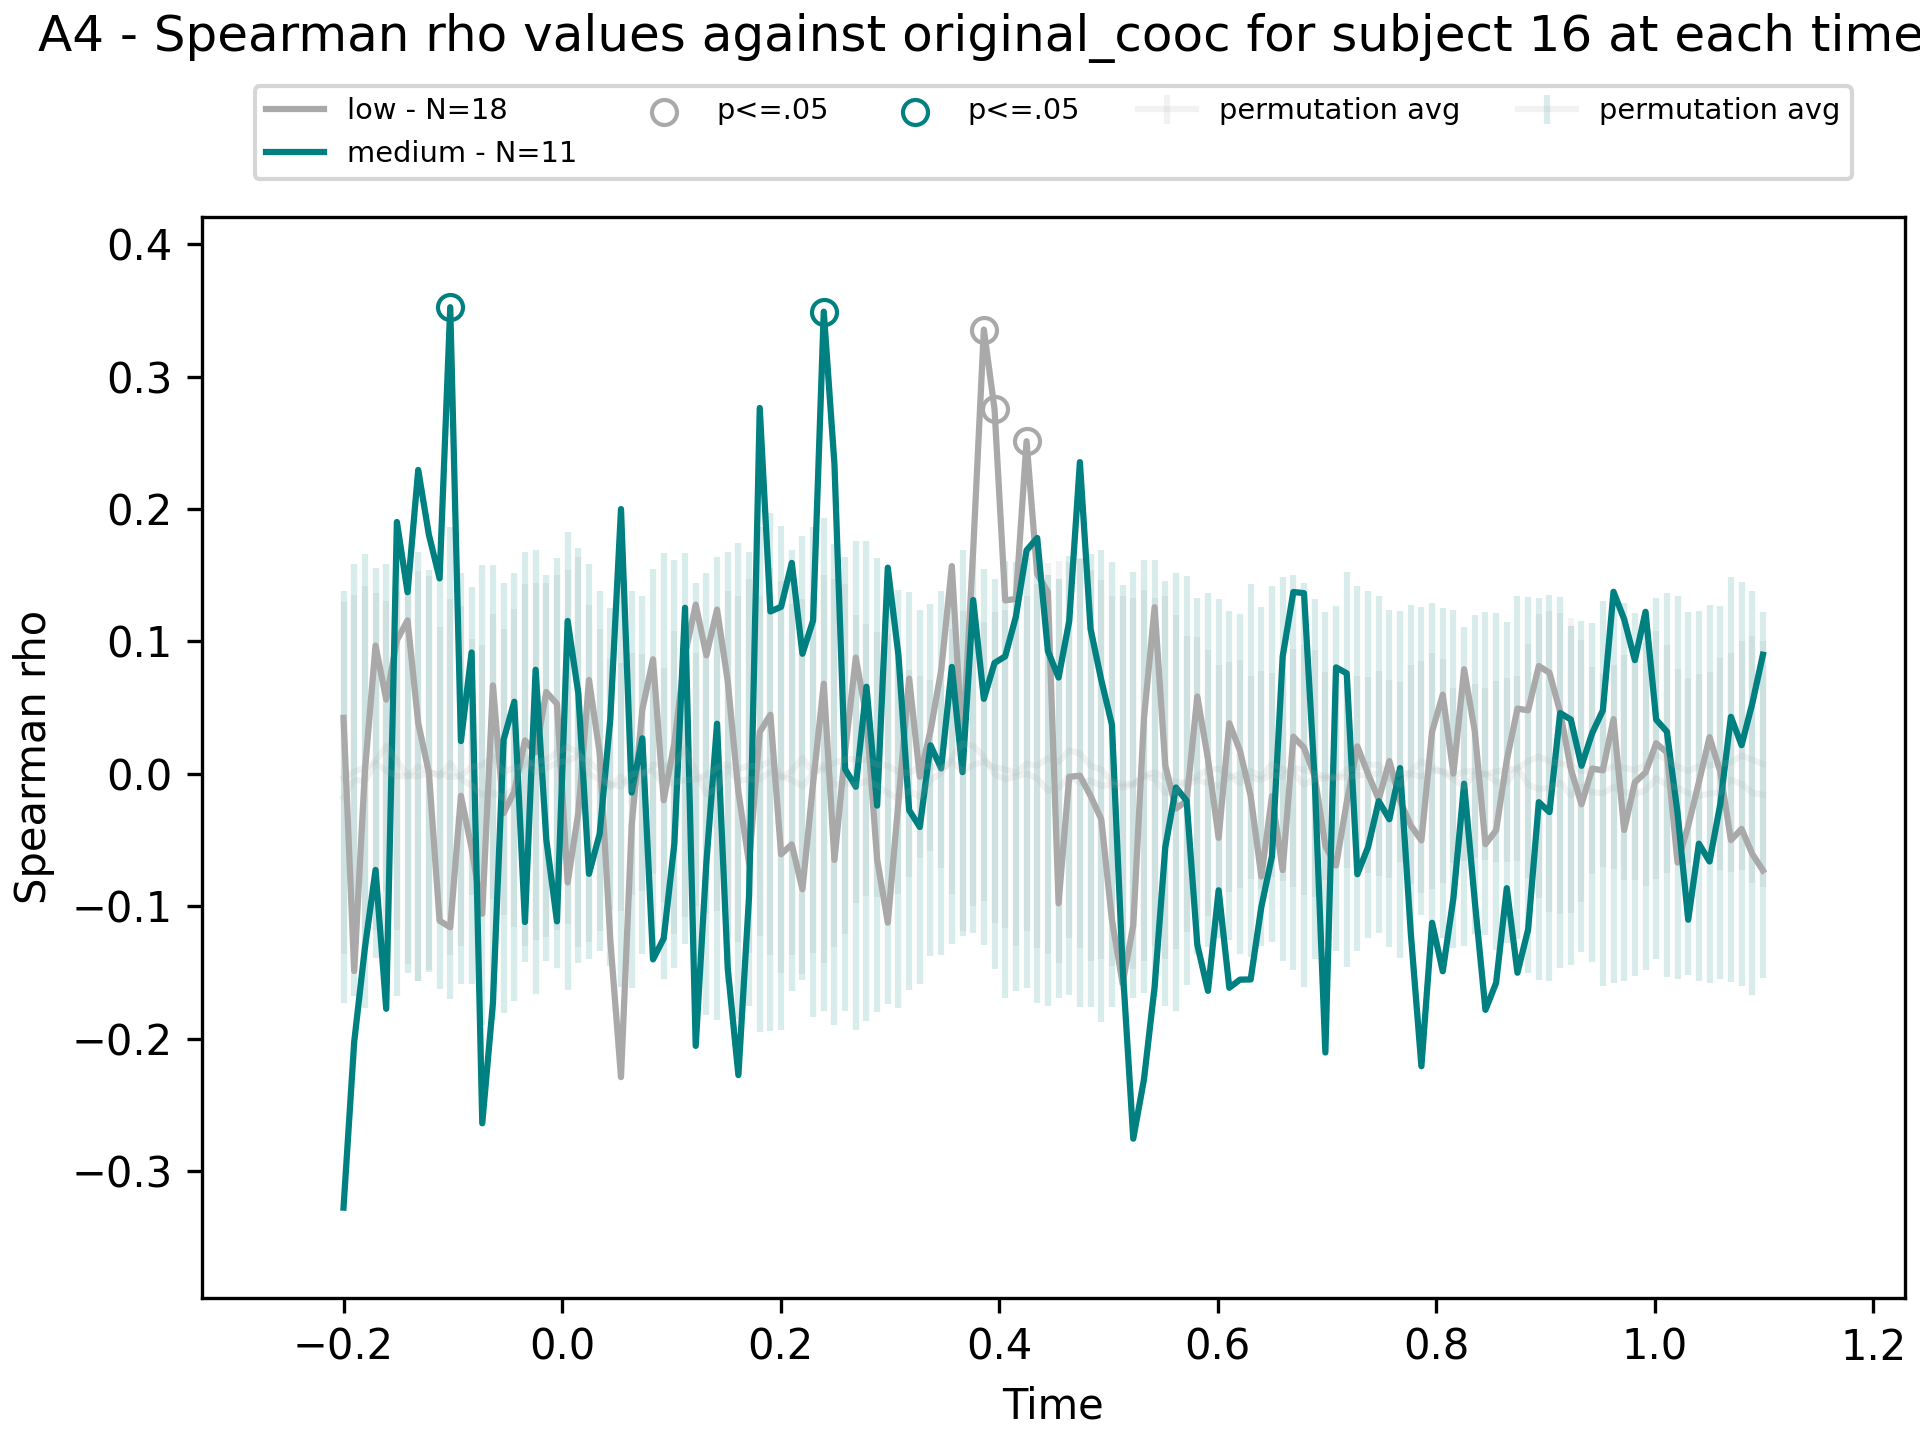 A4 - Spearman rho values against original_cooc for subject 16 at each time
low - N=18
medium - N=11
p<=.05
p<=.05
permutation avg
permutation avg
Spearman rho
0.4
0.3
0.2
0.1
0.0
−0.1
−0.2
−0.3
−0.2 0.0 0.2 0.4 0.6 0.8 1.0 1.2
Time